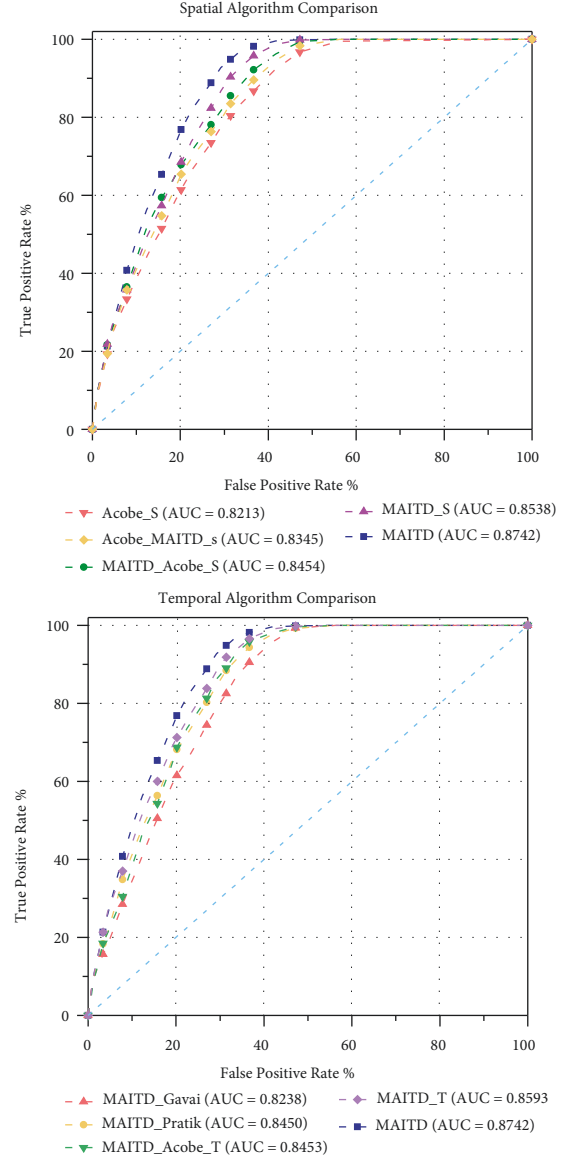 Spatial Algorithm Comparison
100
80
60
40
20
0
True Positive Rate %
0 20 40 60 80 100
False Positive Rate %
Acobe_S (AUC = 0.8213)
Acobe_MAITD_s (AUC = 0.8345)
MAITD_Acobe_S (AUC = 0.8454)
MAITD_S (AUC = 0.8538)
MAITD (AUC = 0.8742)
Temporal Algorithm Comparison
100
80
60
40
20
0
True Positive Rate %
0 20 40 60 80 100
False Positive Rate %
MAITD_Gavai (AUC = 0.8238)
MAITD_Pratik (AUC = 0.8450)
MAITD_Acobe_T (AUC = 0.8453)
MAITD_T (AUC = 0.8593
MAITD (AUC = 0.8742)